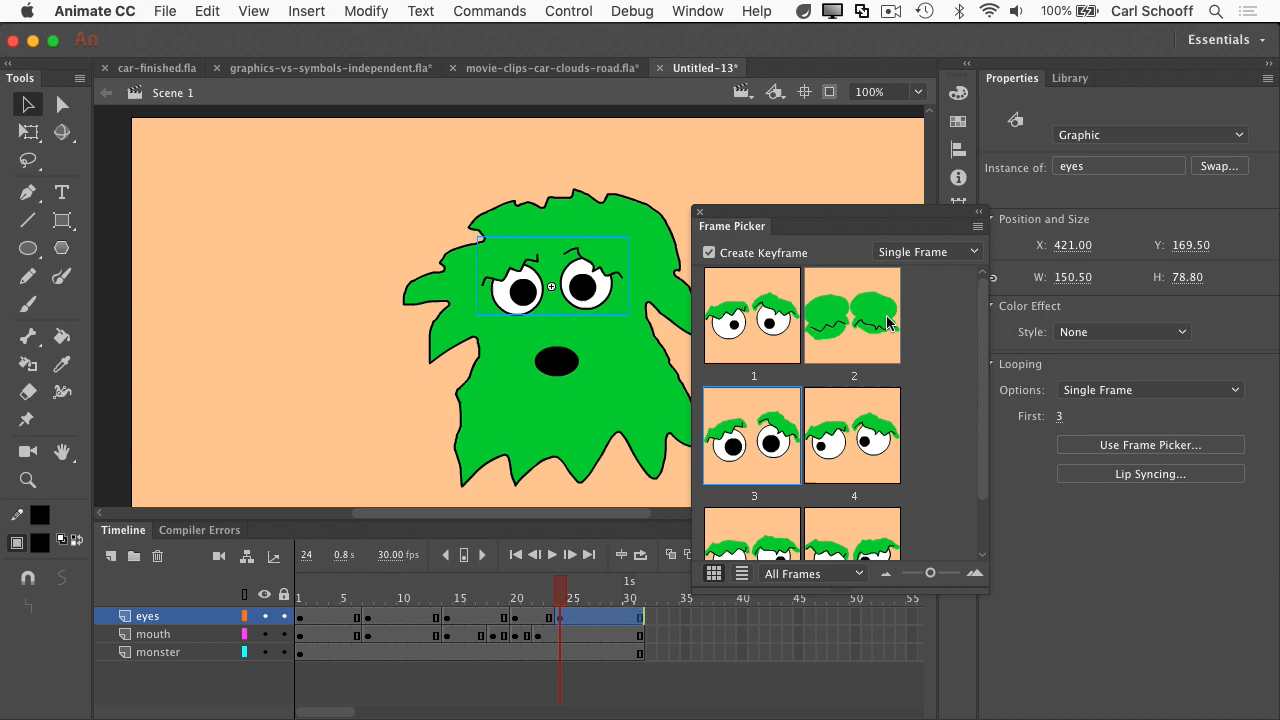 Animate CC File Edit View Insert Modify Text Commands Control Debug Window Help 100% Carl Schooff
An Essentials
Tools
car-finished.fla graphics-vs-symbols-independent.fla* movie-clips-car-clouds-road.fla* Untitled-13*
Properties Library
Scene 1 100%
Graphic
Instance of: eyes Swap...
Position and Size
X: 421.00 Y: 169.50
W: 150.50 H: 78.80
Color Effect
Style: None
Looping
Options: Single Frame
First: 3
Use Frame Picker...
Lip Syncing...
Frame Picker
Create Keyframe Single Frame
1 2
3 4
All Frames
Timeline Compiler Errors
24 0.8 s 30.00 fps
1s
1 5 10 15 20 25 30 35 40 45 50 55
eyes
mouth
monster